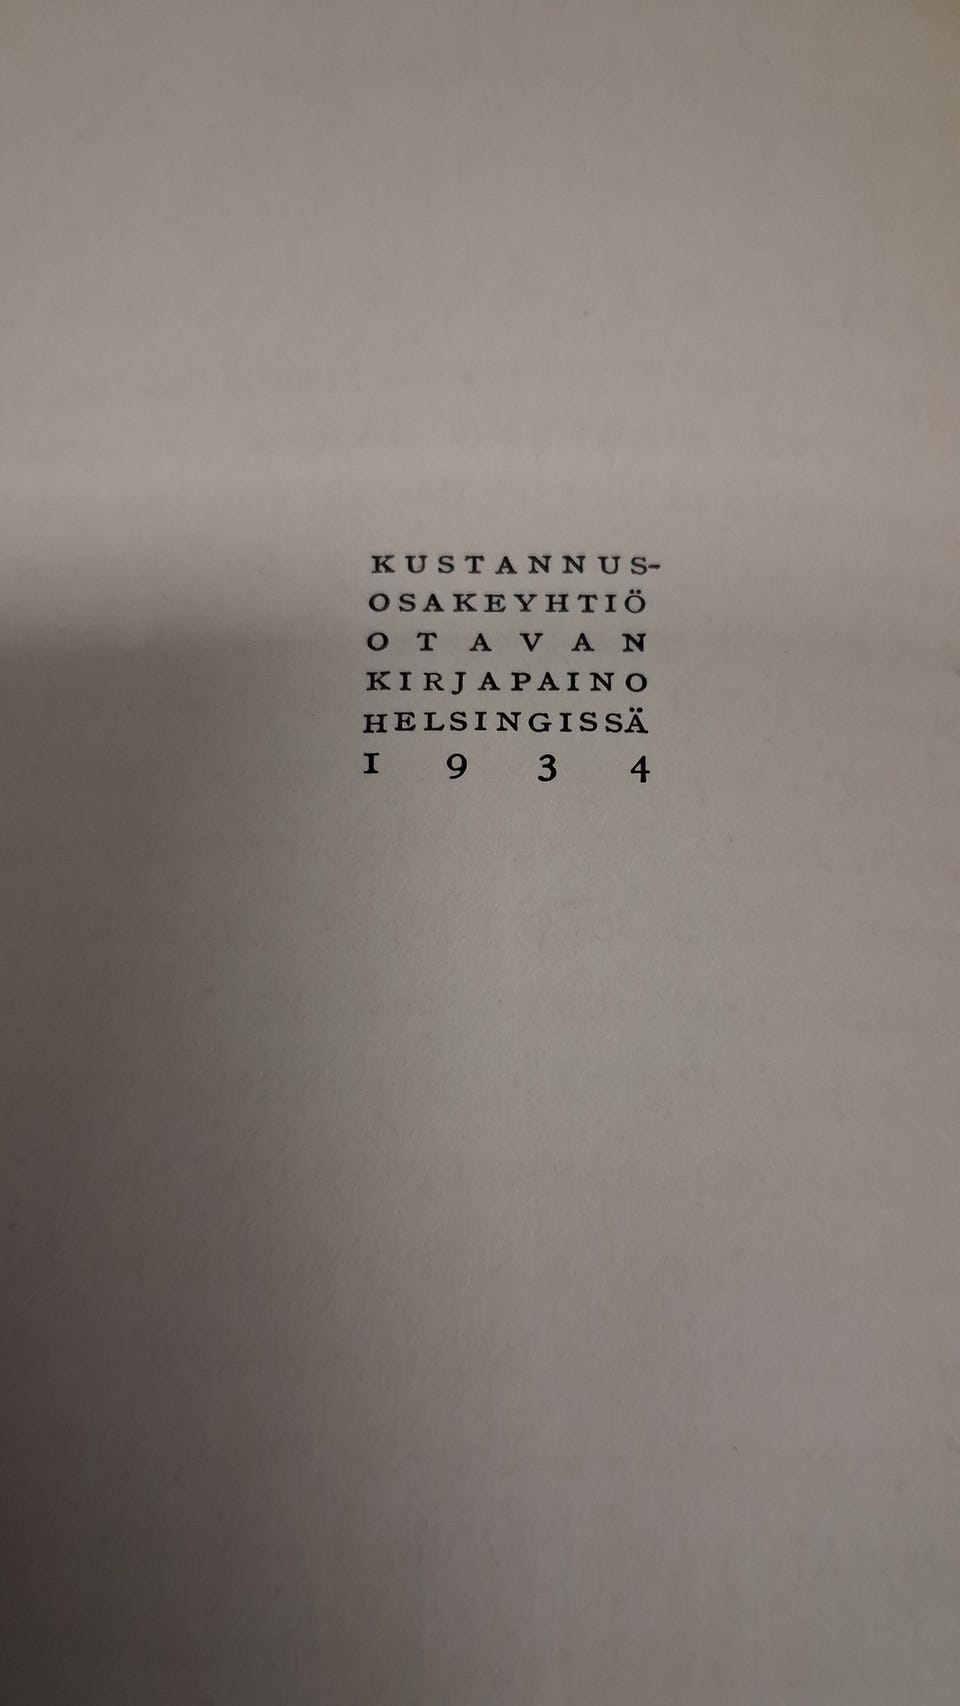 KUSTANNUS-
OSAKEYHTIÖ
OTAVAN
KIRJAPAINO
HELSINGISSÄ
1934